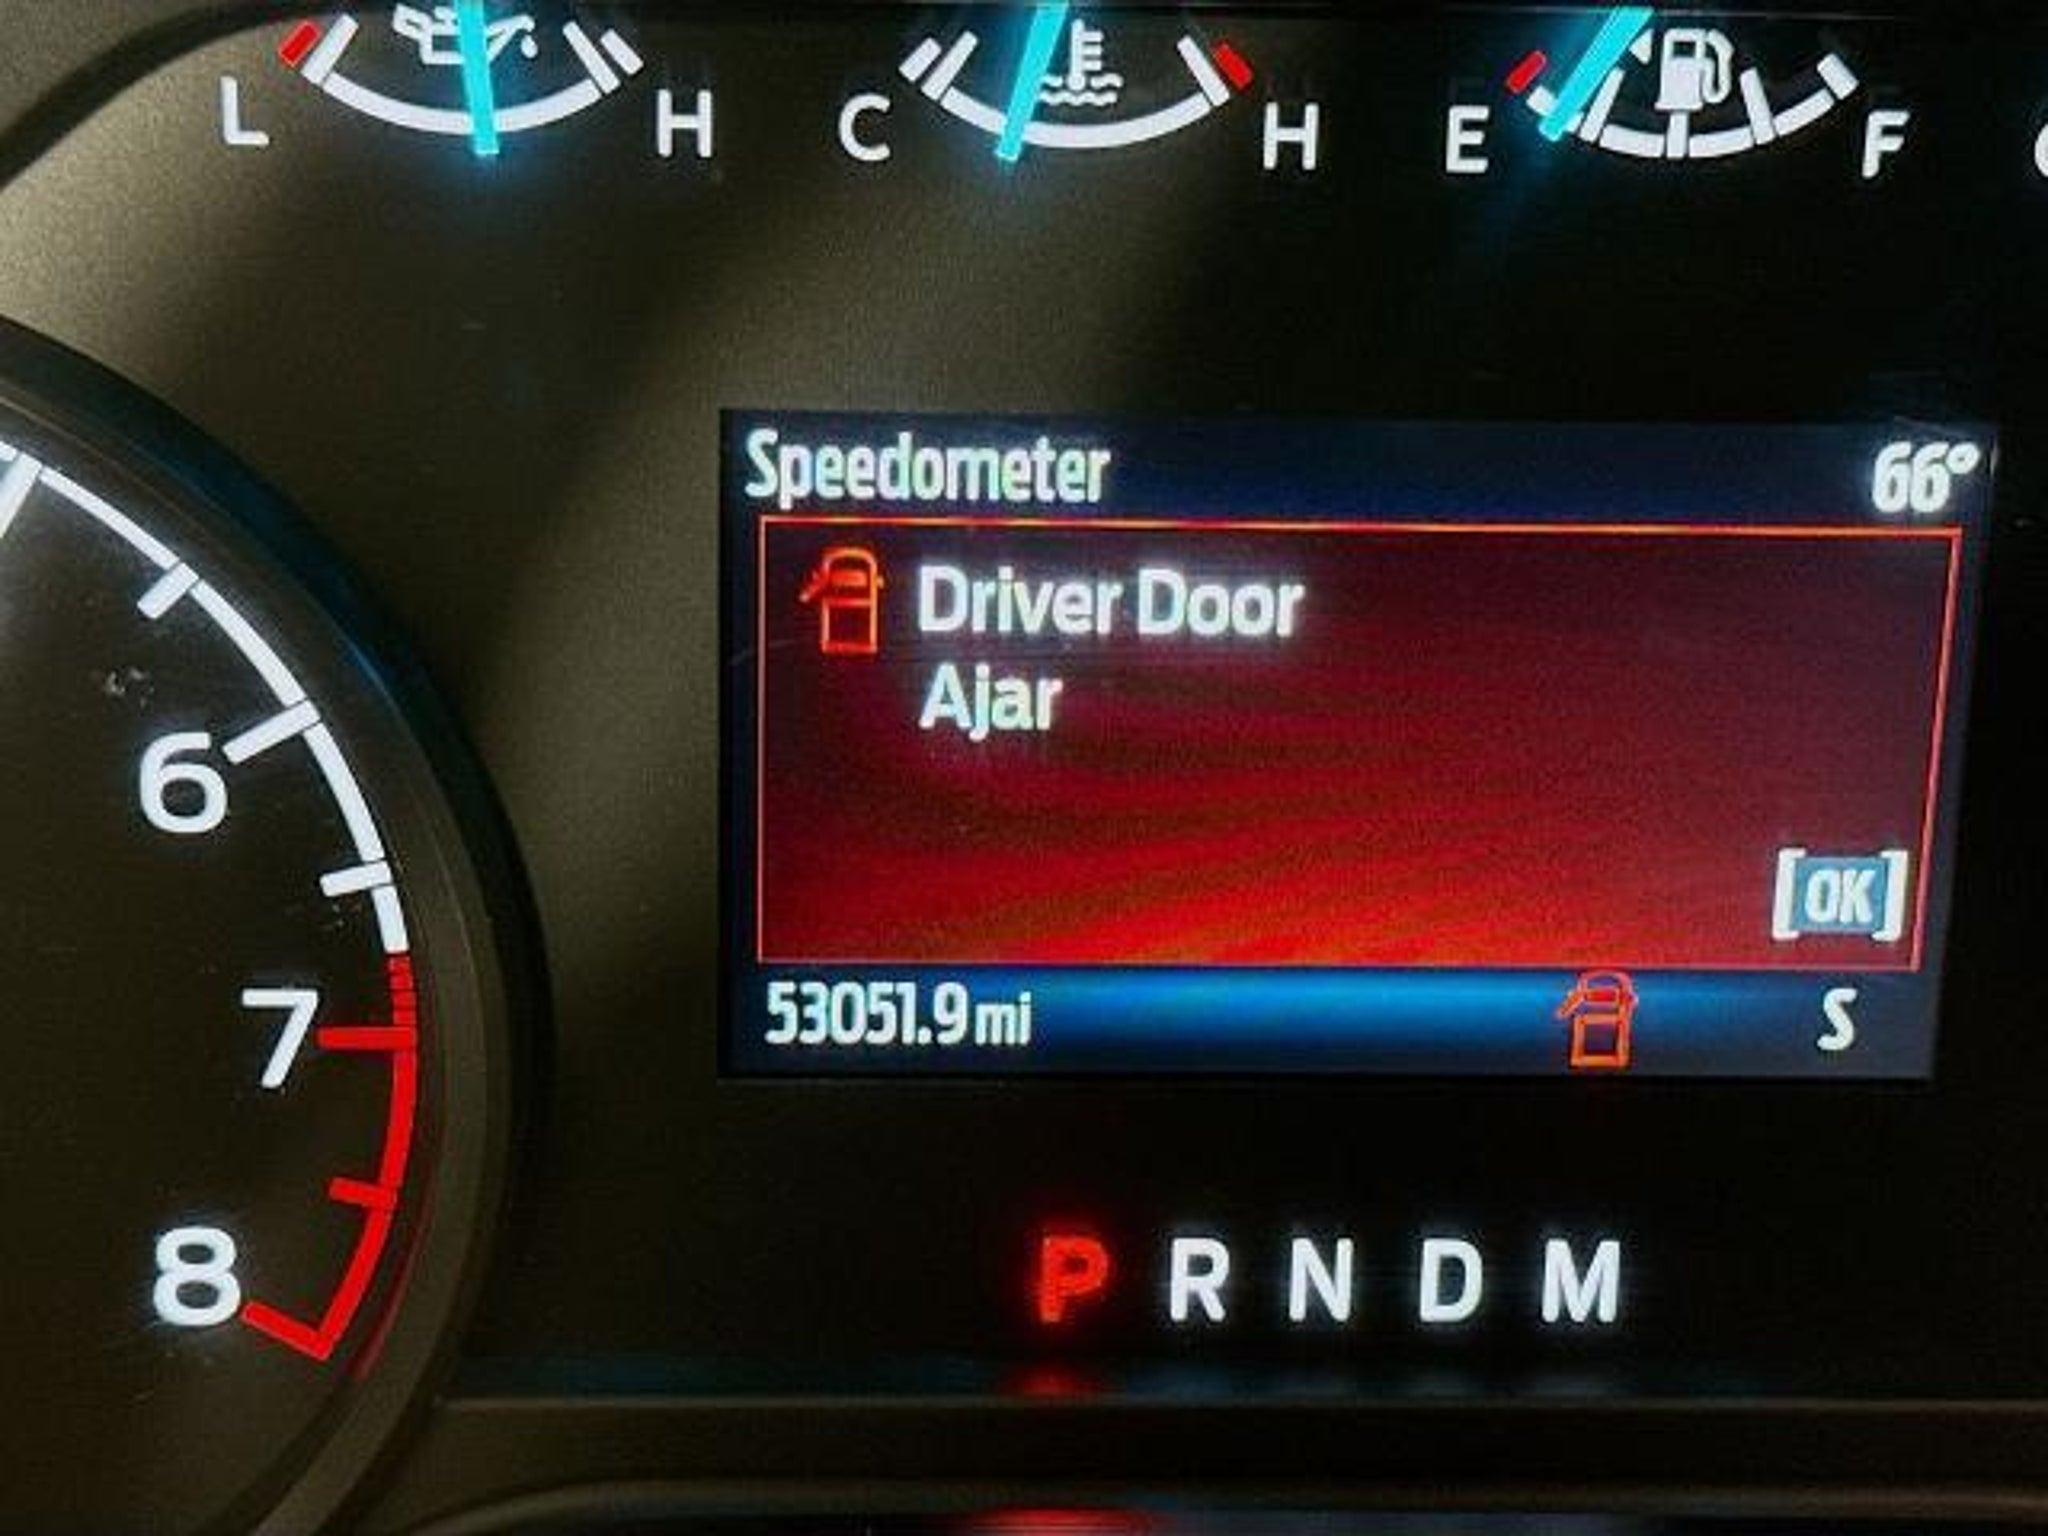 L H C H E F
Speedometer 66°
Driver Door
Ajar
[OK]
53051.9 mi S
6
7
8
P R N D M